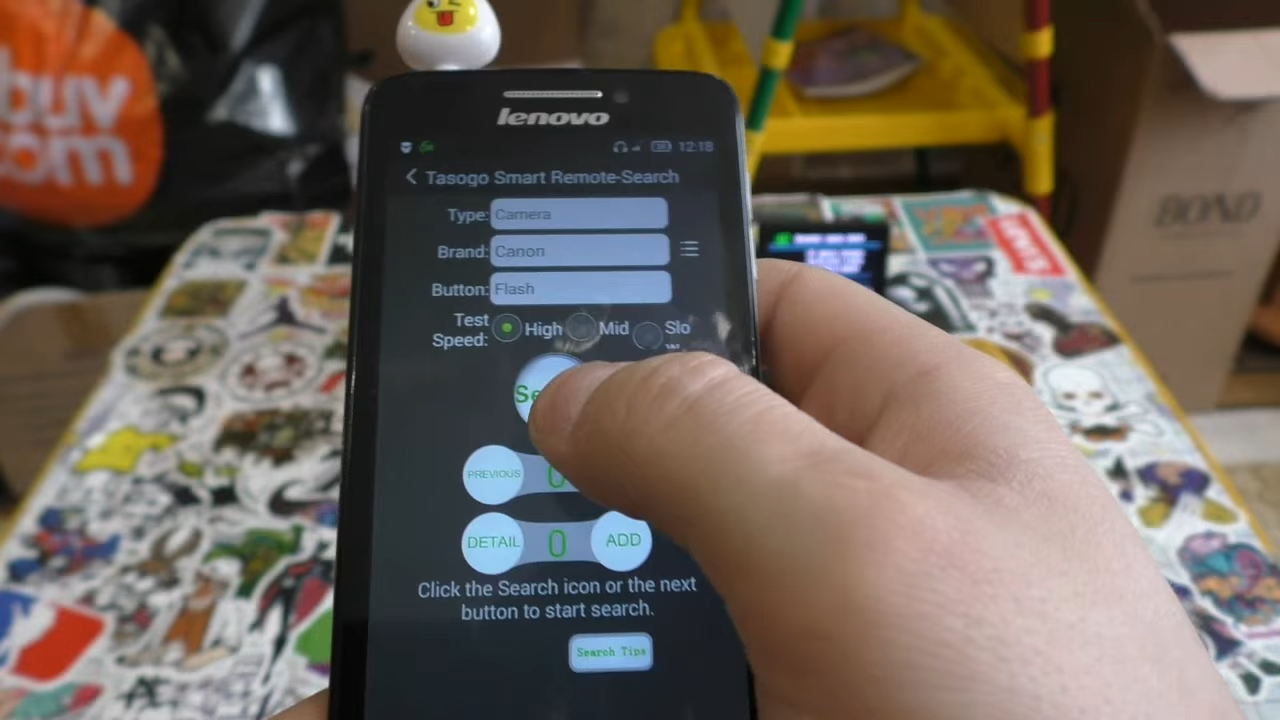 buy
com
lenovo
12:18
Tasogo Smart Remote-Search
Type: Camera
Brand: Canon
Button: Flash
Test
Speed:
High
Mid
Slo
Se
PREVIOUS
0
DETAIL
0
ADD
Click the Search icon or the next
button to start search.
Search Tips
BOND